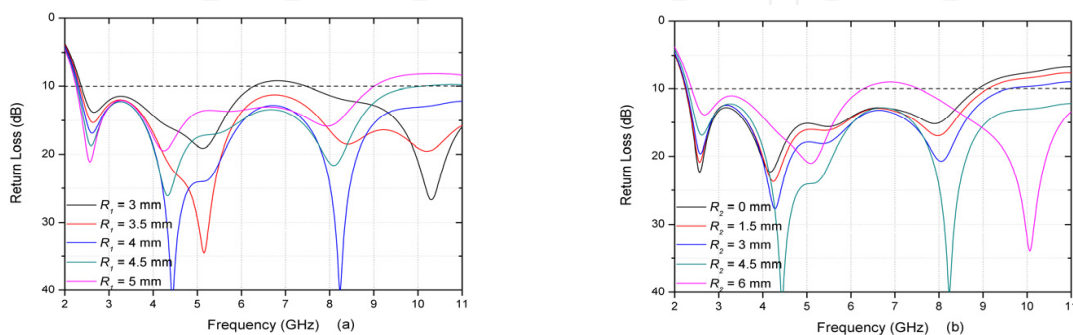 0
10
20
30
40
Return Loss (dB)
R1 = 3 mm
R1 = 3.5 mm
R1 = 4 mm
R1 = 4.5 mm
R1 = 5 mm
2 3 4 5 6 7 8 9 10 11
Frequency (GHz) (a)
0
10
20
30
40
Return Loss (dB)
R2 = 0 mm
R2 = 1.5 mm
R2 = 3 mm
R2 = 4.5 mm
R2 = 6 mm
2 3 4 5 6 7 8 9 10 11
Frequency (GHz) (b)